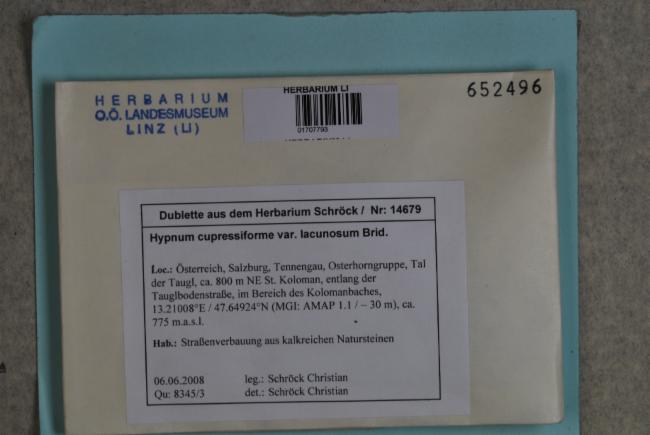 HERBARIUM
O.Ö. LANDESMUSEUM
LINZ (LI)
HERBARIUM LI
01707793
652496
Dublette aus dem Herbarium Schröck / Nr: 14679
Hypnum cupressiforme var. lacunosum Brid.
Loc.: Österreich, Salzburg, Tennengau, Osterhorngruppe, Tal
der Taugl, ca. 800 m NE St. Koloman, entlang der
Tauglbodenstraße, im Bereich des Kolomanbaches,
13.21008°E / 47.64924°N (MGI: AMAP 1.1 / – 30 m), ca.
775 m.a.s.l.
Hab.: Straßenverbauung aus kalkreichen Natursteinen
06.06.2008 leg.: Schröck Christian
Qu: 8345/3 det.: Schröck Christian